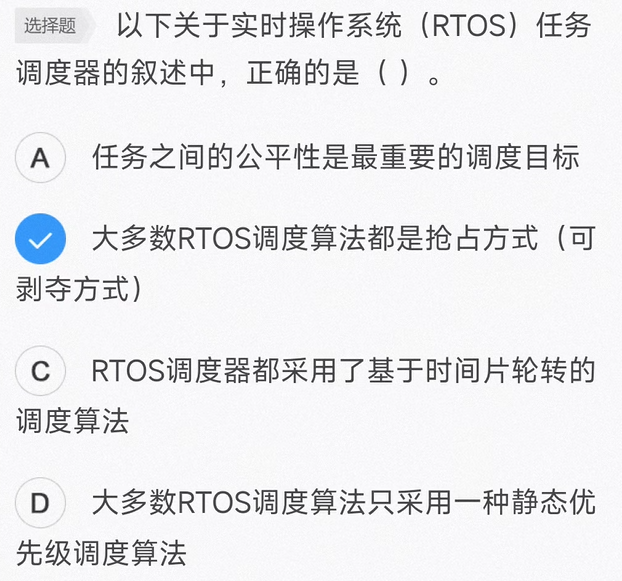 选择题 以下关于实时操作系统（RTOS）任务
调度器的叙述中，正确的是（ ）。
A 任务之间的公平性是最重要的调度目标
大多数RTOS调度算法都是抢占方式（可
剥夺方式）
C RTOS调度器都采用了基于时间片轮转的
调度算法
D 大多数RTOS调度算法只采用一种静态优
先级调度算法